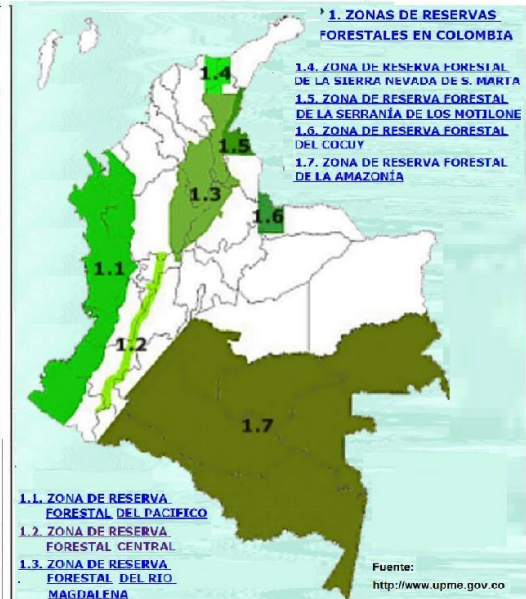 1. ZONAS DE RESERVAS
FORESTALES EN COLOMBIA
1.4. ZONA DE RESERVA FORESTAL
DE LA SIERRA NEVADA DE S. MARTA
1.5. ZONA DE RESERVA FORESTAL
DE LA SERRANÍA DE LOS MOTILONE
1.6. ZONA DE RESERVA FORESTAL
DEL COCUY
1.7. ZONA DE RESERVA FORESTAL
DE LA AMAZONÍA
1.4
1.5
1.3
1.6
1.1
1.2
1.7
1.1. ZONA DE RESERVA
FORESTAL DEL PACIFICO
1.2. ZONA DE RESERVA
FORESTAL CENTRAL
1.3. ZONA DE RESERVA
FORESTAL DEL RIO
MAGDALENA
Fuente:
http://www.upme.gov.co